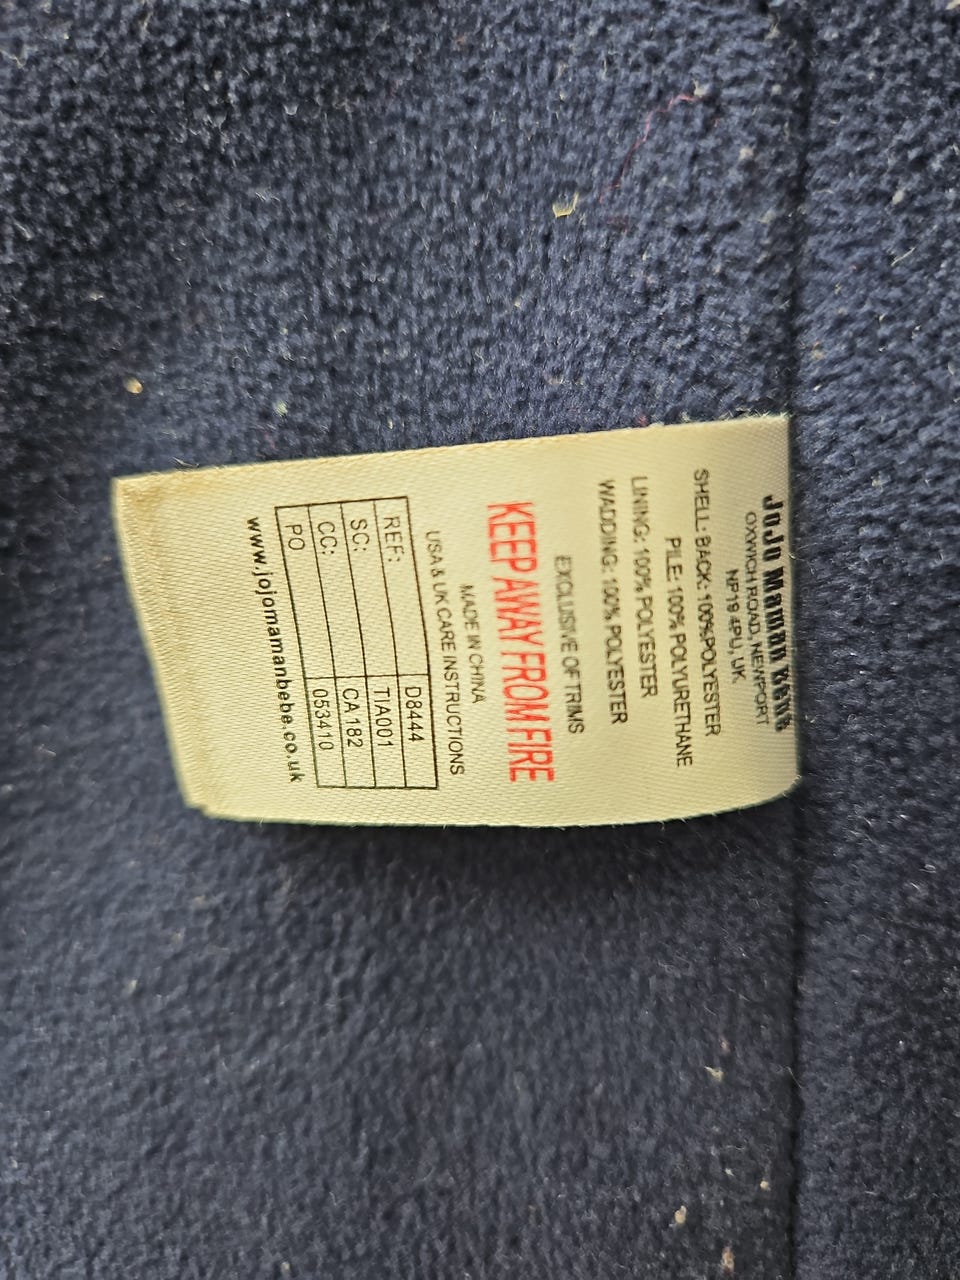 JoJo Maman Bébé
OXWICH ROAD, NEWPORT
NP19 4PU, UK.
SHELL: BACK: 100%POLYESTER
PILE: 100% POLYURETHANE
LINING: 100% POLYESTER
WADDING: 100% POLYESTER
EXCLUSIVE OF TRIMS
KEEP AWAY FROM FIRE
MADE IN CHINA
USA & UK CARE INSTRUCTIONS
REF: D8444
SC: TIA001
CC: CA 182
PO 053410
www.jojomamanbebe.co.uk